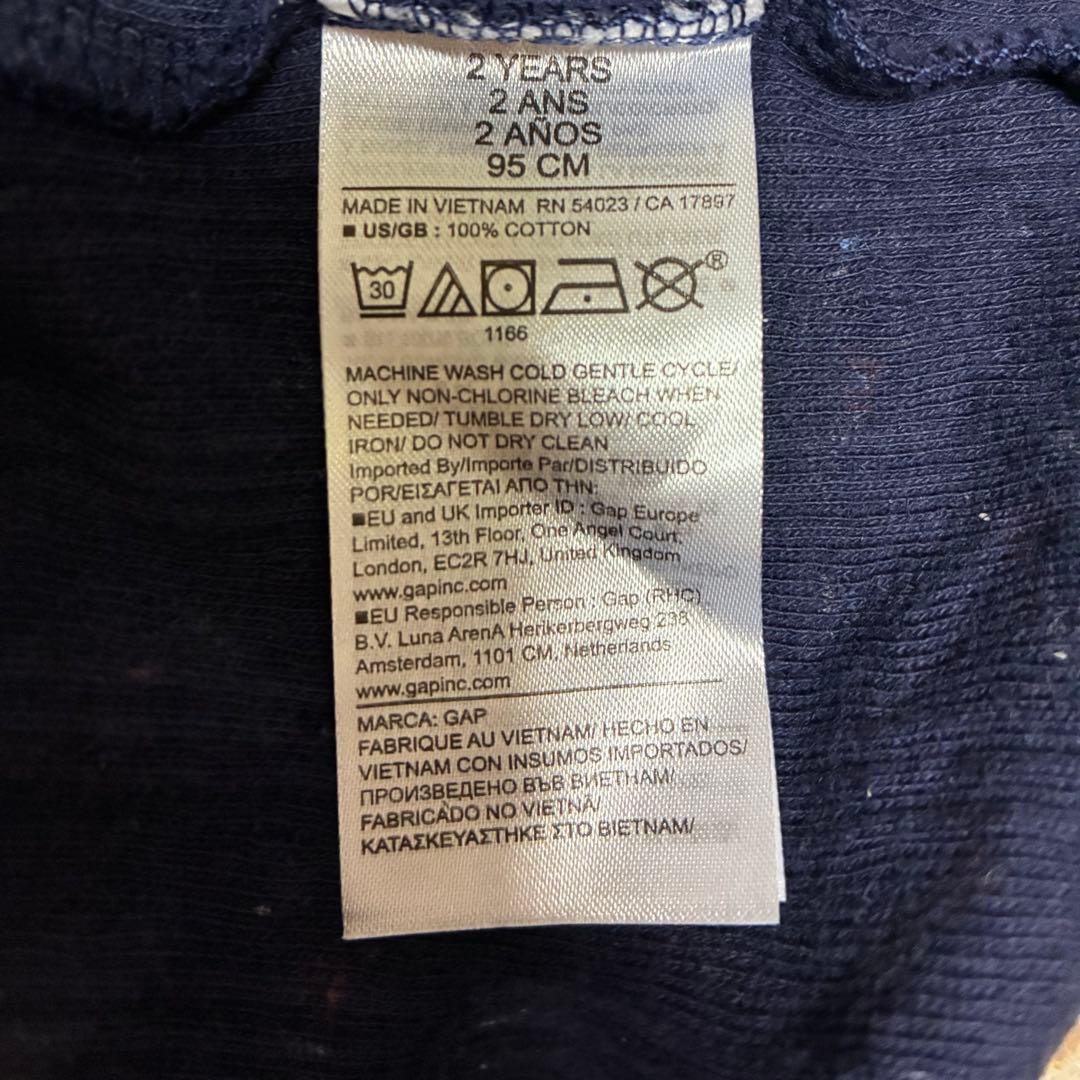 2 YEARS
2 ANS
2 AÑOS
95 CM
MADE IN VIETNAM RN 54023 / CA 17897
■ US/GB : 100% COTTON
30
®
1166
MACHINE WASH COLD GENTLE CYCLE/
ONLY NON-CHLORINE BLEACH WHEN
NEEDED/ TUMBLE DRY LOW/ COOL
IRON/ DO NOT DRY CLEAN
Imported By/Importe Par/DISTRIBUIDO
POR/ΕΙΣΑΓΕΤΑΙ ΑΠΟ ΤΗΝ:
■EU and UK Importer ID : Gap Europe
Limited, 13th Floor, One Angel Court,
London, EC2R 7HJ, United Kingdom
www.gapinc.com
■EU Responsible Person : Gap (RHC)
B.V. Luna ArenA Herikerbergweg 238
Amsterdam, 1101 CM, Netherlands
www.gapinc.com
MARCA: GAP
FABRIQUE AU VIETNAM/ HECHO EN
VIETNAM CON INSUMOS IMPORTADOS/
ПРОИЗВЕДЕНО ВЪВ ВИЕТНАМ/
FABRICADO NO VIETNA/
ΚΑΤΑΣΚΕΥΑΣΤΗΚΕ ΣΤΟ ΒΙΕΤΝΑΜ/